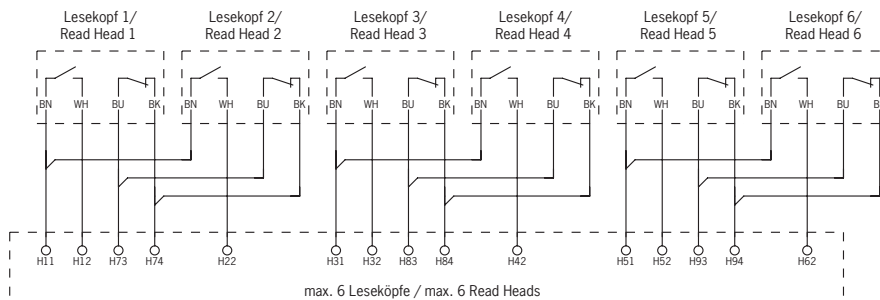 Lesekopf 1/ Lesekopf 2/ Lesekopf 3/ Lesekopf 4/ Lesekopf 5/ Lesekopf 6/
Read Head 1 Read Head 2 Read Head 3 Read Head 4 Read Head 5 Read Head 6
BN WH BU BK BN WH BU BK BN WH BU BK BN WH BU BK BN WH BU BK BN WH BU
H11 H12 H73 H74 H22 H31 H32 H83 H84 H42 H51 H52 H93 H94 H62
max. 6 Leseköpfe / max. 6 Read Heads